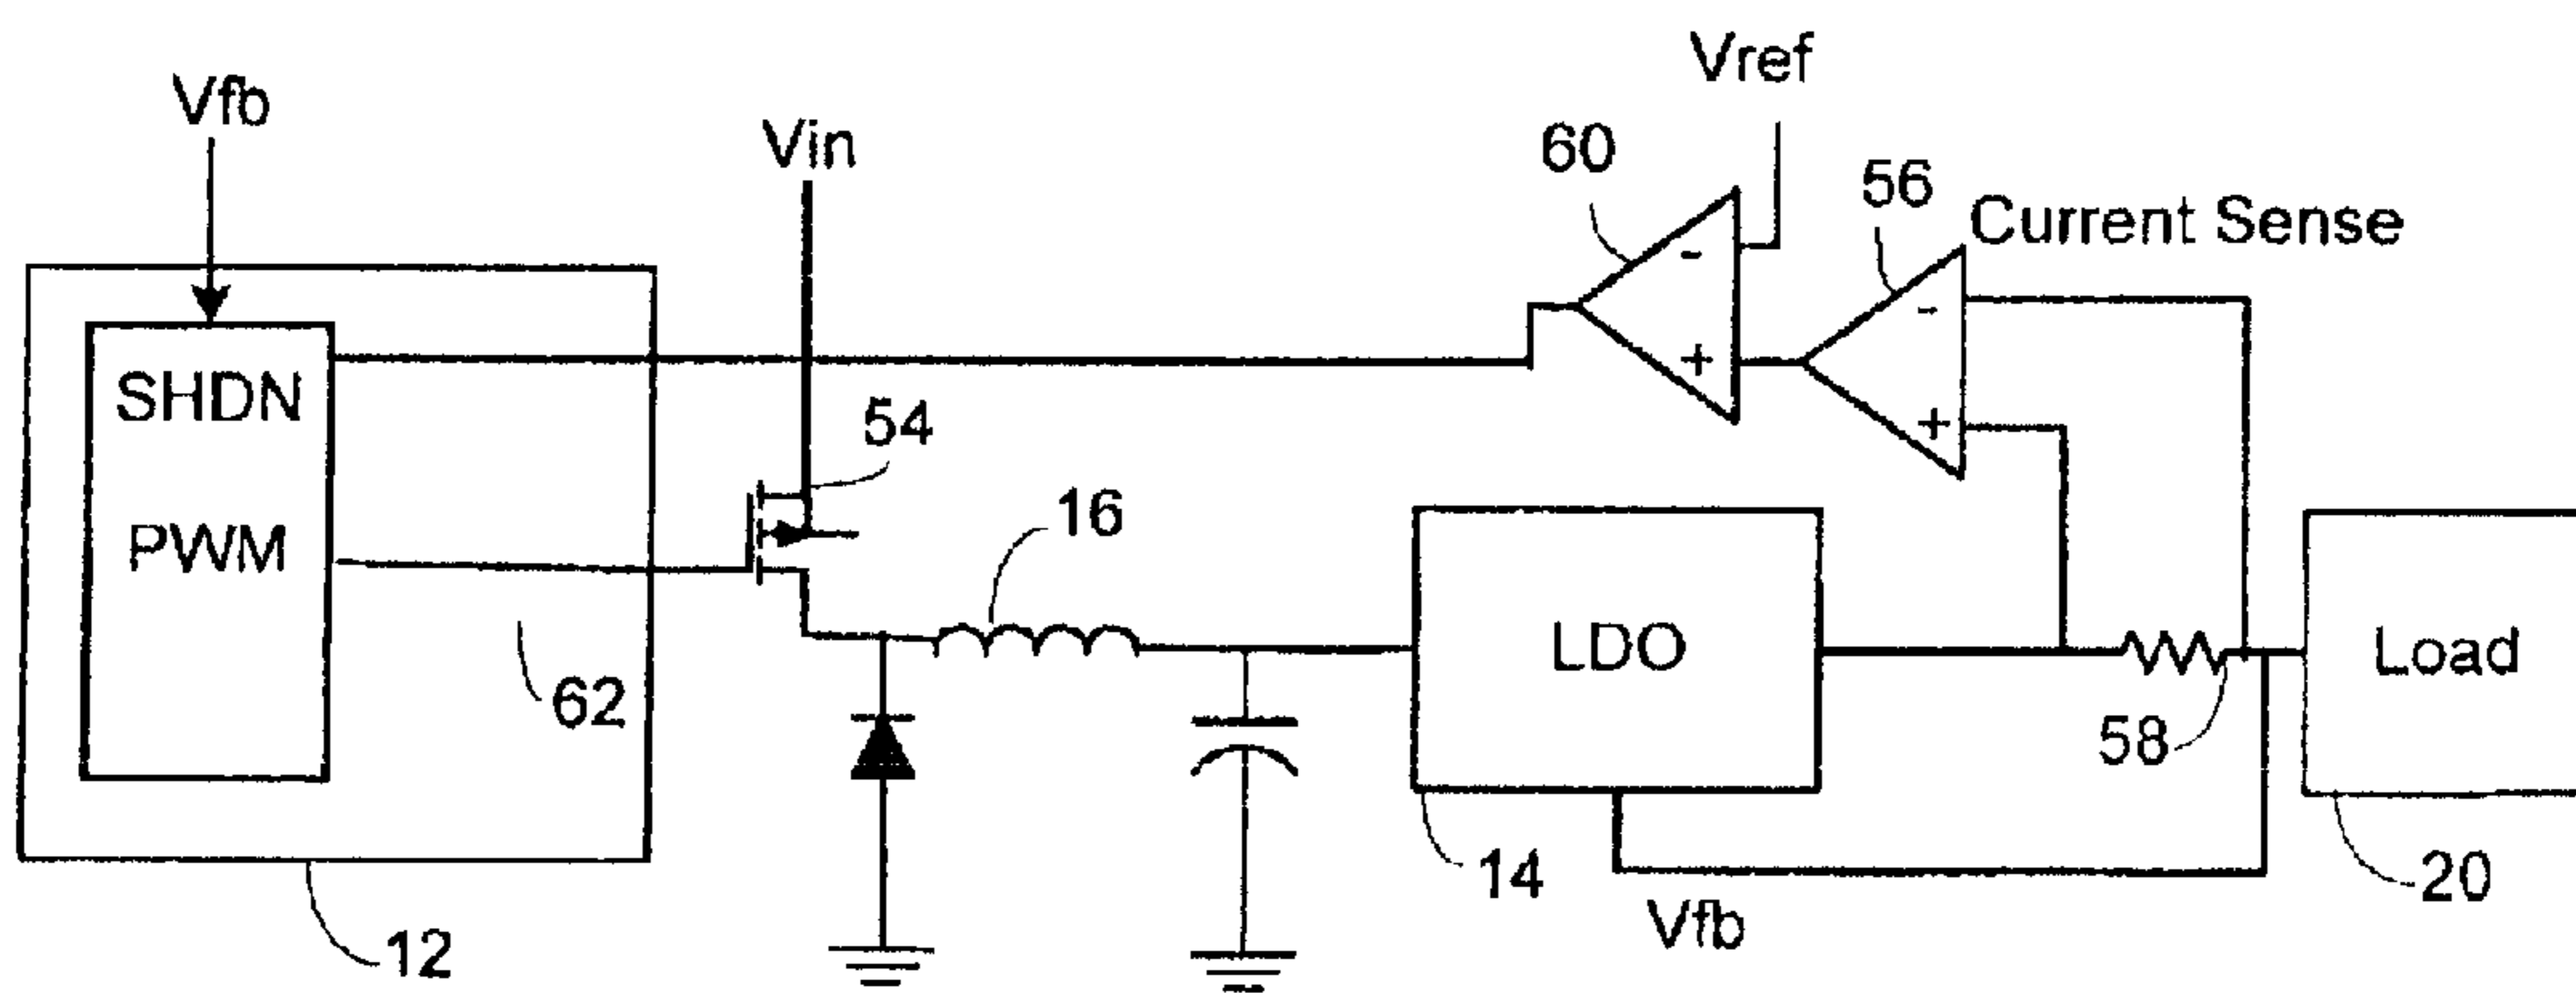 Vref
Vfb
Vin
60
56
Current Sense
-
-
+
+
SHDN
PWM
54
16
LDO
Load
62
58
14
20
Vfb
12